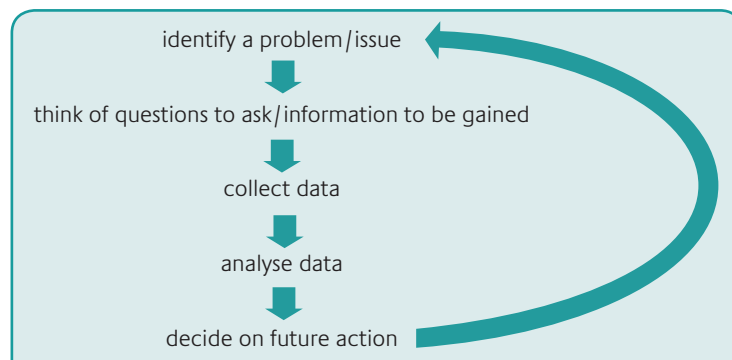 identify a problem/issue
think of questions to ask/information to be gained
collect data
analyse data
decide on future action